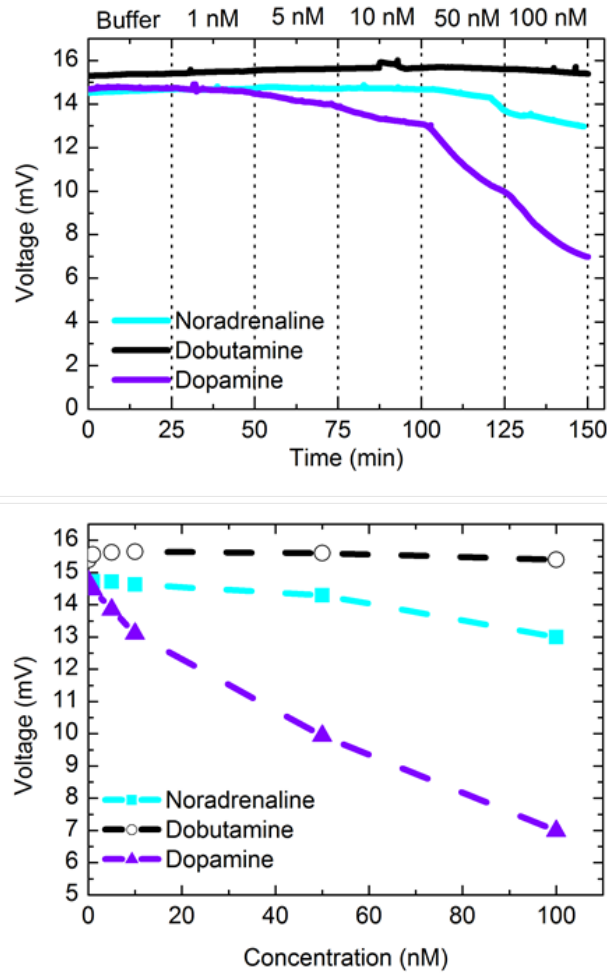 Buffer 1 nM 5 nM 10 nM 50 nM 100 nM
16
14
12
10
8
6
4
2
0
Voltage (mV)
Noradrenaline
Dobutamine
Dopamine
0 25 50 75 100 125 150
Time (min)
16
15
14
13
12
11
10
9
8
7
6
5
Voltage (mV)
Noradrenaline
Dobutamine
Dopamine
0 20 40 60 80 100
Concentration (nM)